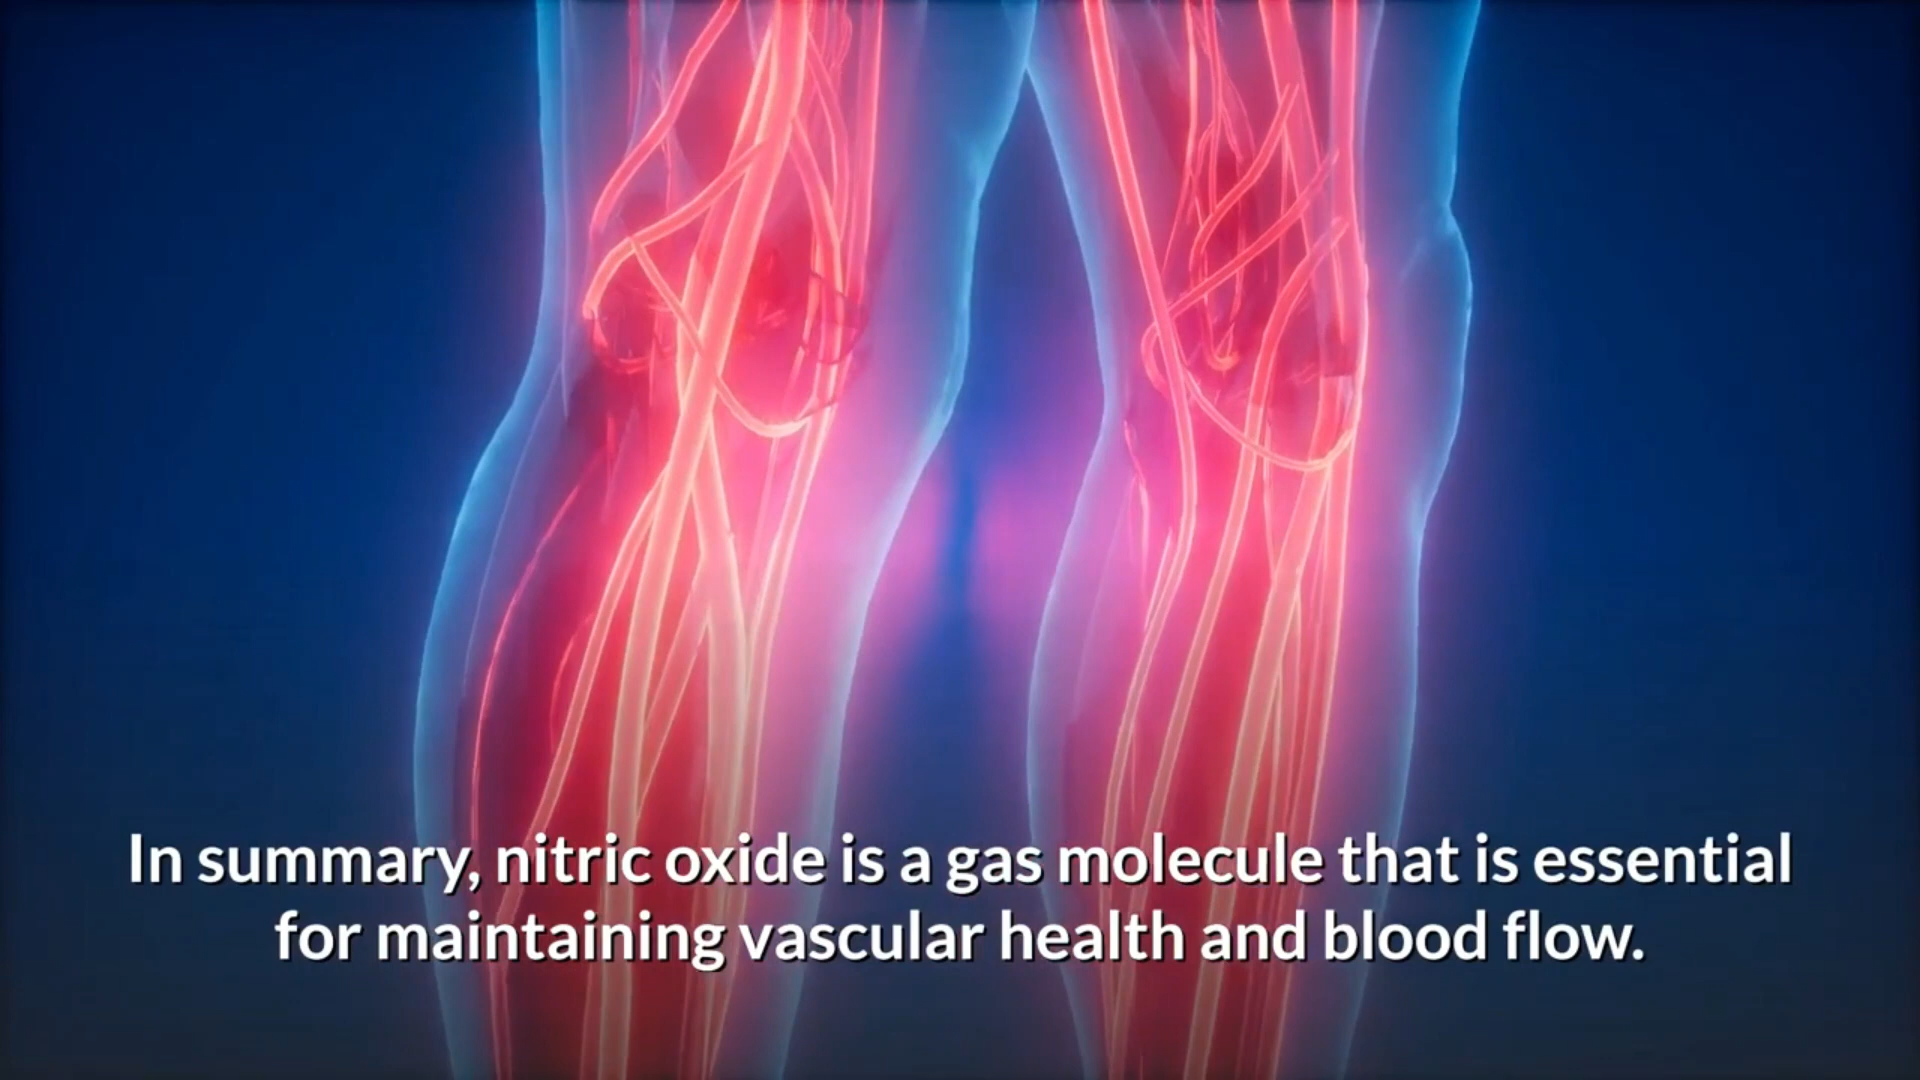 In summary, nitric oxide is a gas molecule that is essential
for maintaining vascular health and blood flow.